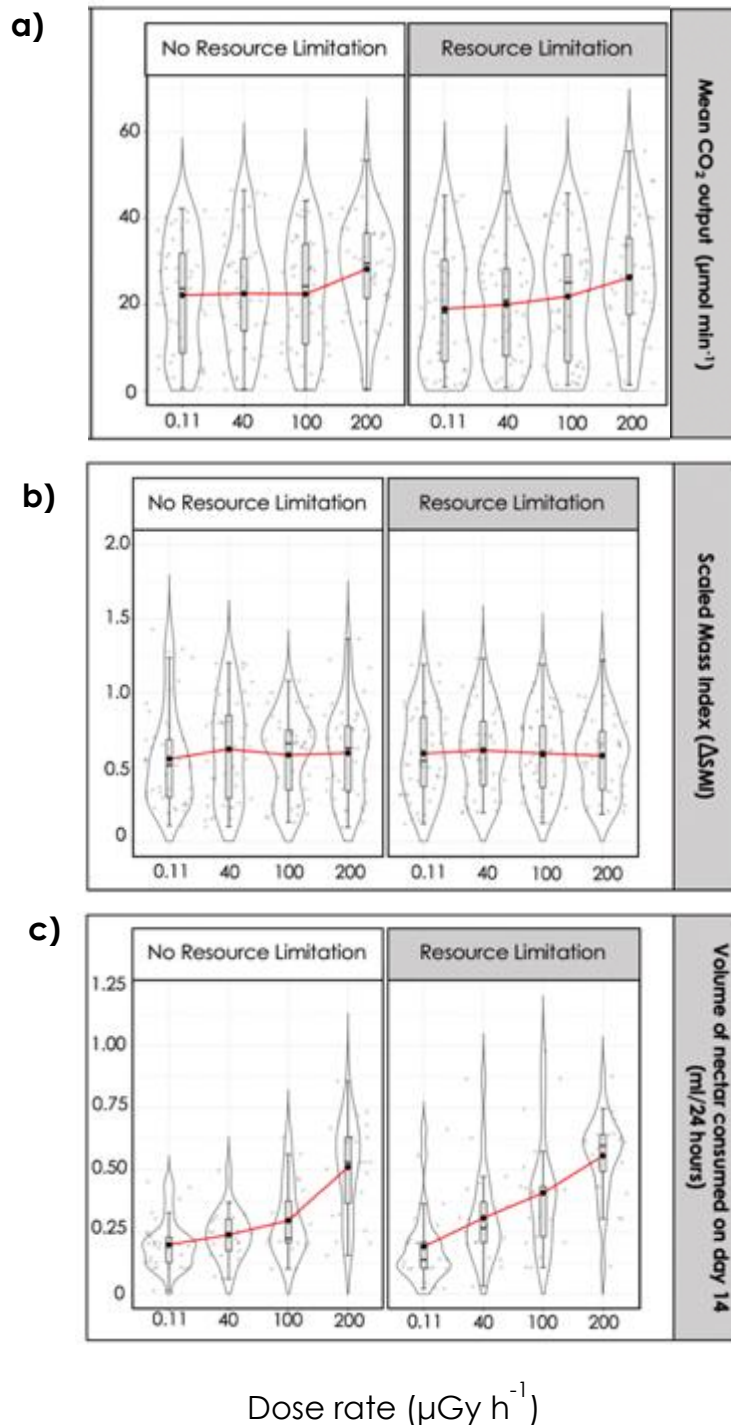 a)
No Resource Limitation
Resource Limitation
60
40
20
0
0.11 40 100 200
0.11 40 100 200
Mean CO₂ output (µmol min⁻¹)
b)
No Resource Limitation
Resource Limitation
2.0
1.5
1.0
0.5
0
0.11 40 100 200
0.11 40 100 200
Scaled Mass Index (ΔSMI)
c)
No Resource Limitation
Resource Limitation
1.25
1.00
0.75
0.50
0.25
0
0.11 40 100 200
0.11 40 100 200
Volume of nectar consumed on day 14
(ml/24 hours)
Dose rate (µGy h⁻¹)